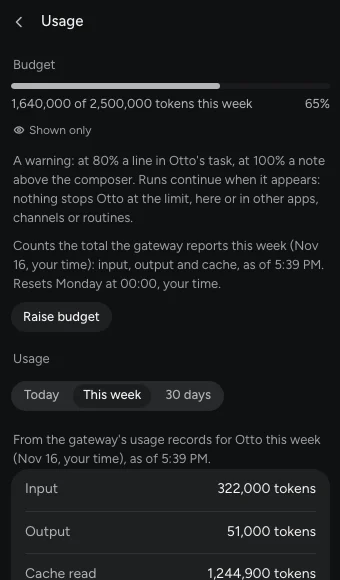 Usage
Budget
1,640,000 of 2,500,000 tokens this week 65%
Shown only
A warning: at 80% a line in Otto's task, at 100% a note
above the composer. Runs continue when it appears:
nothing stops Otto at the limit, here or in other apps,
channels or routines.
Counts the total the gateway reports this week (Nov
16, your time): input, output and cache, as of 5:39 PM.
Resets Monday at 00:00, your time.
Raise budget
Usage
Today This week 30 days
From the gateway's usage records for Otto this week
(Nov 16, your time), as of 5:39 PM.
Input 322,000 tokens
Output 51,000 tokens
Cache read 1,244,900 tokens